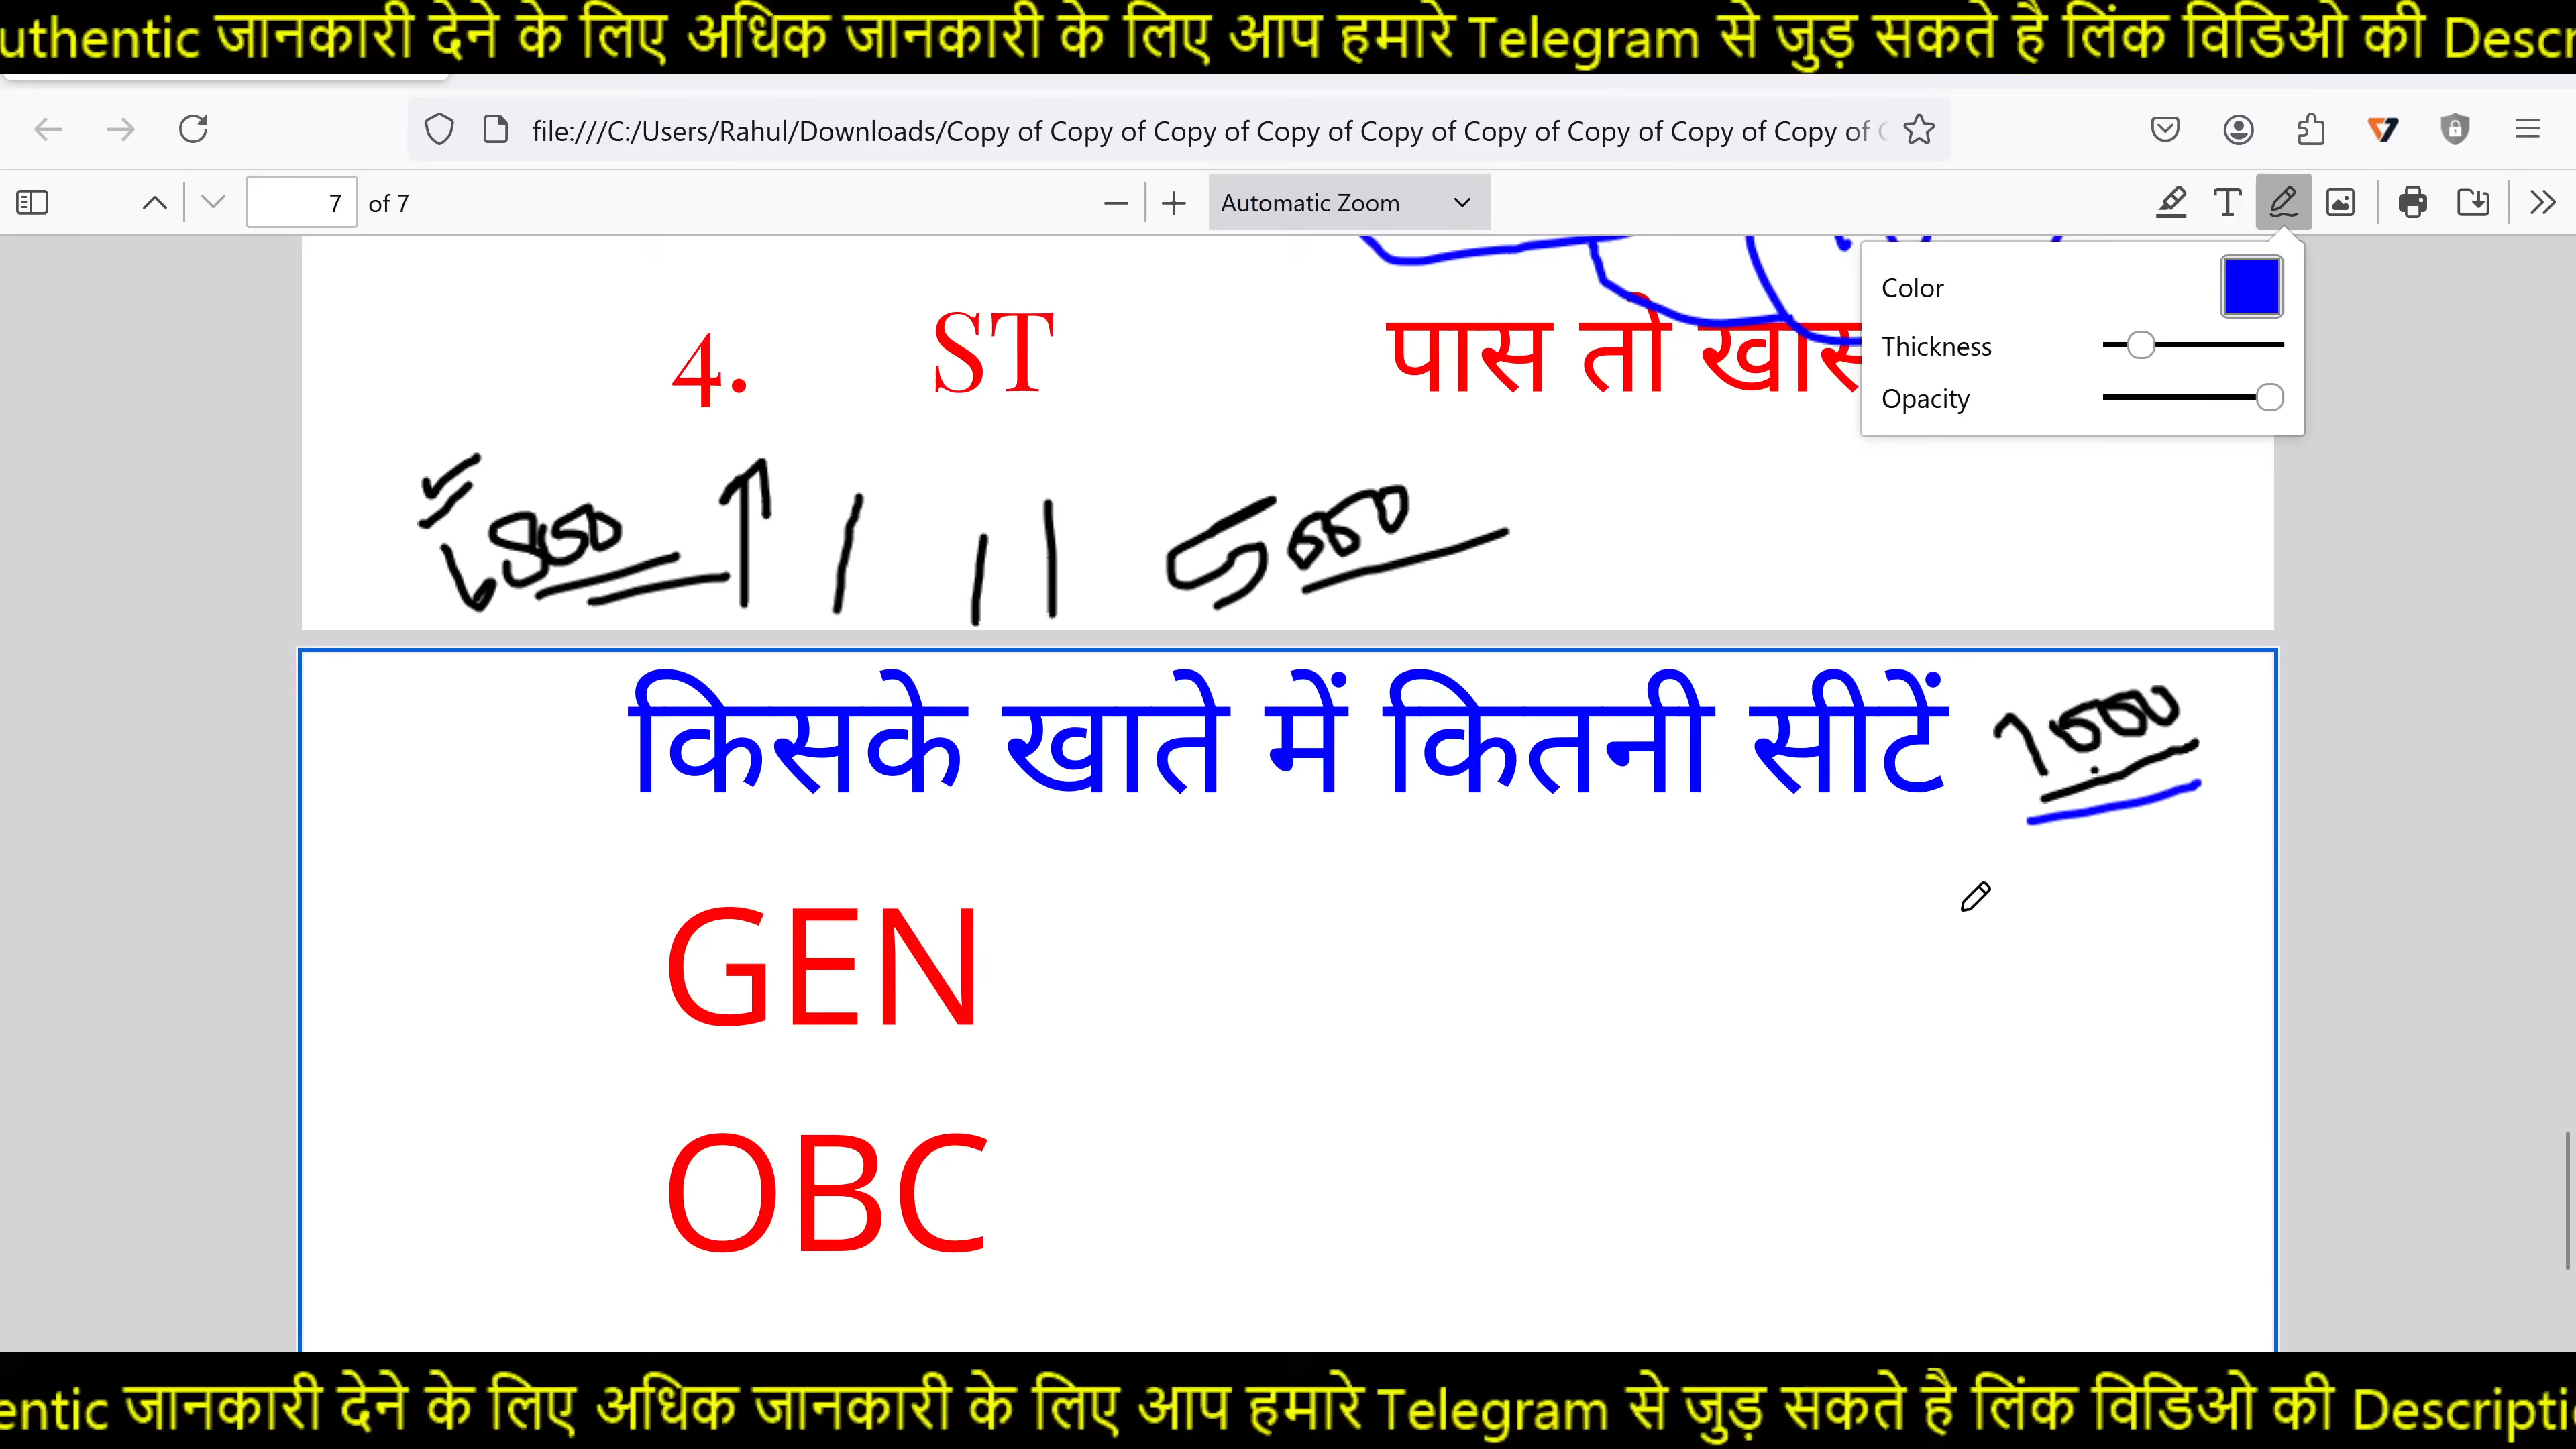 uthentic जानकारी देने के लिए अधिक जानकारी के लिए आप हमारे Telegram से जुड़ सकते है लिंक विडिओ की Descr
file:///C:/Users/Rahul/Downloads/Copy of Copy of Copy of Copy of Copy of Copy of Copy of Copy of Copy of
7 of 7
Automatic Zoom
Color
Thickness
Opacity
4. ST पास तो खास
5000
किसके खाते में कितनी सीटें
GEN
OBC
entic जानकारी देने के लिए अधिक जानकारी के लिए आप हमारे Telegram से जुड़ सकते है लिंक विडिओ की Descripti